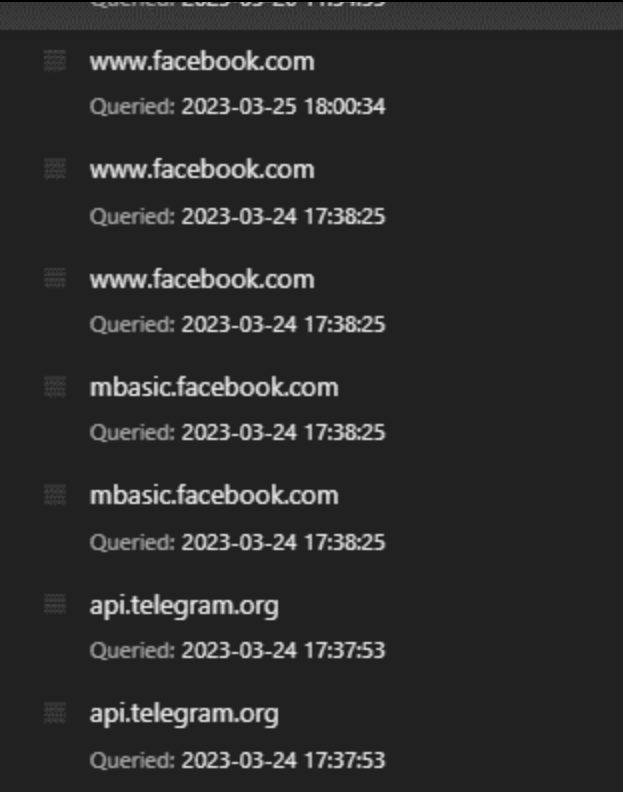 www.facebook.com
Queried: 2023-03-25 18:00:34
www.facebook.com
Queried: 2023-03-24 17:38:25
www.facebook.com
Queried: 2023-03-24 17:38:25
mbasic.facebook.com
Queried: 2023-03-24 17:38:25
mbasic.facebook.com
Queried: 2023-03-24 17:38:25
api.telegram.org
Queried: 2023-03-24 17:37:53
api.telegram.org
Queried: 2023-03-24 17:37:53